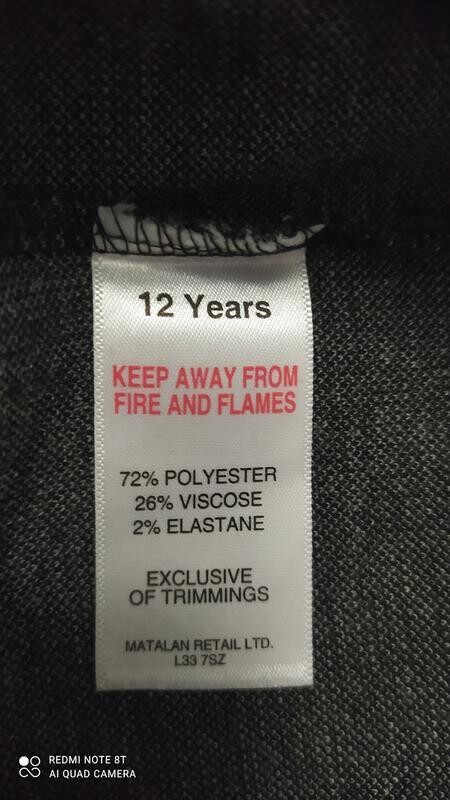 12 Years
KEEP AWAY FROM
FIRE AND FLAMES
72% POLYESTER
26% VISCOSE
2% ELASTANE
EXCLUSIVE
OF TRIMMINGS
MATALAN RETAIL LTD.
L33 7SZ
REDMI NOTE 8T
AI QUAD CAMERA